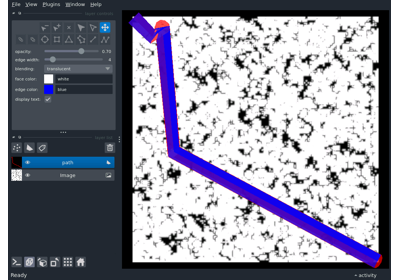 File View Plugins Window Help
opacity: 0.70
edge width:
blending: translucent
face color: white
edge color: blue
display text: ✓
path
Image
Ready
activity